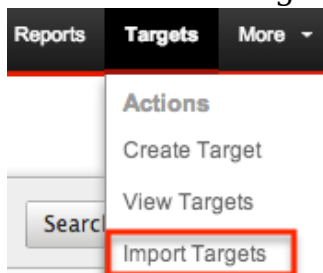 Reports Targets More
Actions
Create Target
View Targets
Search
Import Targets